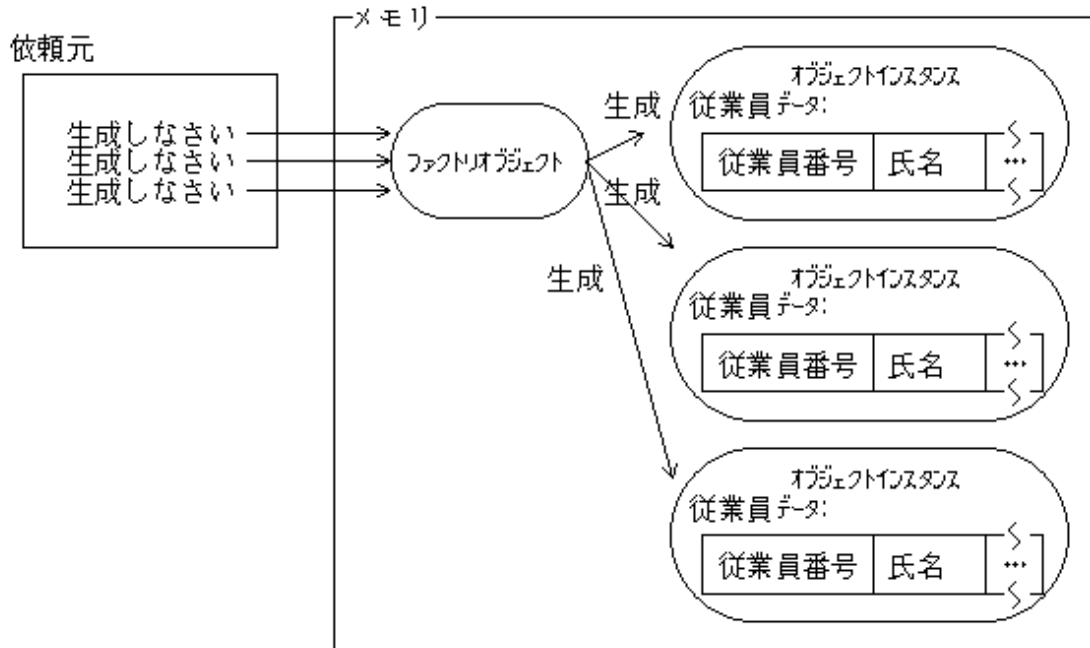 メモリ
依頼元
生成しなさい
生成しなさい
生成しなさい
ファクトリオブジェクト
生成
生成
生成
オブジェクトインスタンス
従業員データ:
従業員番号 氏名 …
オブジェクトインスタンス
従業員データ:
従業員番号 氏名 …
オブジェクトインスタンス
従業員データ:
従業員番号 氏名 …